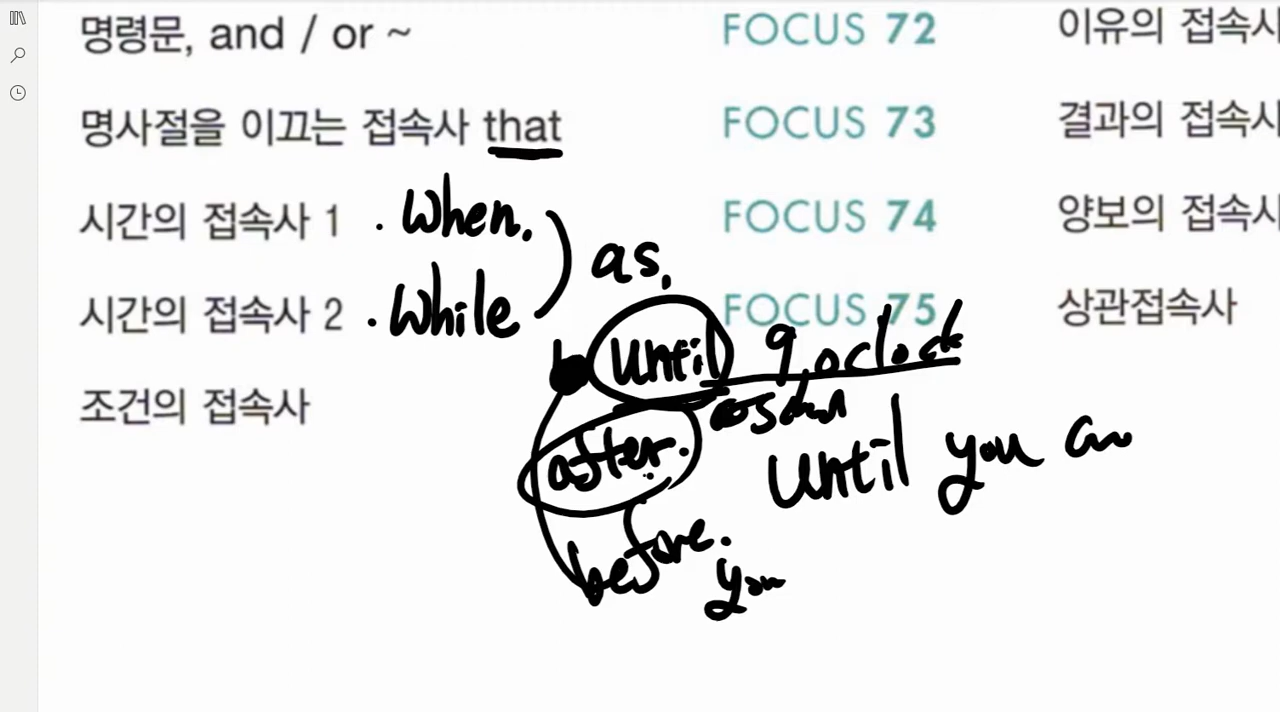 명령문, and / or ~ FOCUS 72 이유의 접속사
명사절을 이끄는 접속사 that FOCUS 73 결과의 접속사
시간의 접속사 1 . When. FOCUS 74 양보의 접속사
as,
시간의 접속사 2 . While FOCUS 75 상관접속사
until 9 o clock
조건의 접속사
after. until you
before.
you